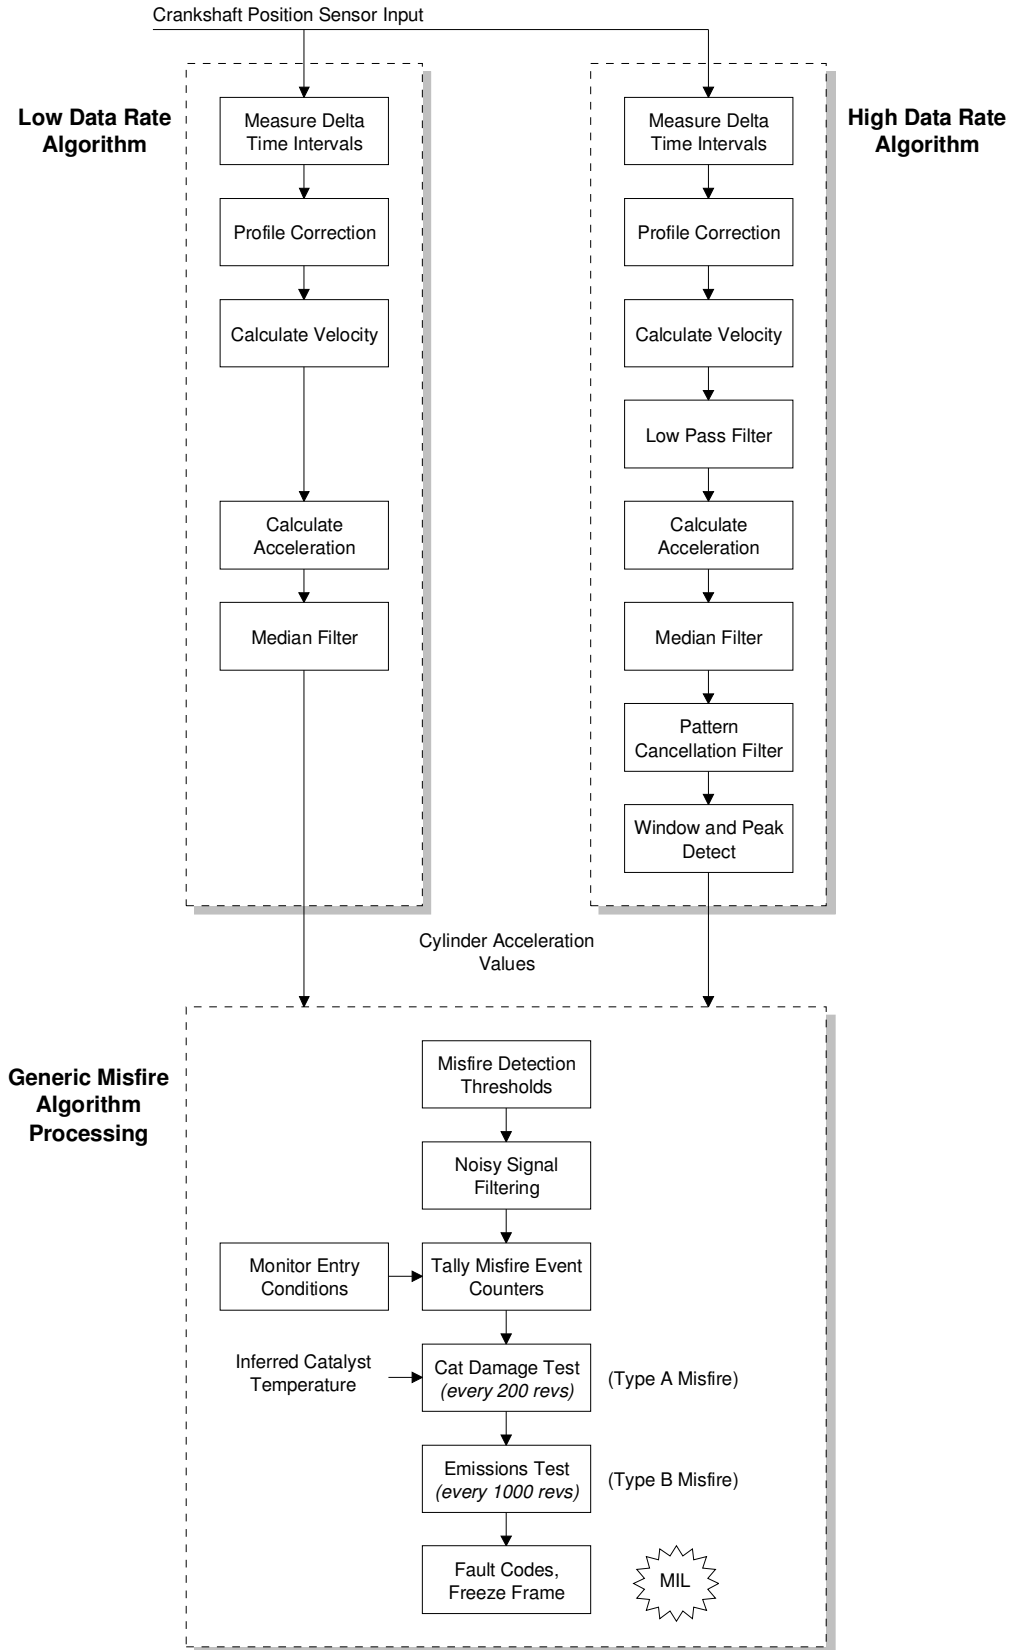 Crankshaft Position Sensor Input
Low Data Rate
Algorithm
High Data Rate
Algorithm
Measure Delta
Time Intervals
Profile Correction
Calculate Velocity
Calculate
Acceleration
Median Filter
Measure Delta
Time Intervals
Profile Correction
Calculate Velocity
Low Pass Filter
Calculate
Acceleration
Median Filter
Pattern
Cancellation Filter
Window and Peak
Detect
Cylinder Acceleration
Values
Generic Misfire
Algorithm
Processing
Misfire Detection
Thresholds
Noisy Signal
Filtering
Monitor Entry
Conditions
Tally Misfire Event
Counters
Inferred Catalyst
Temperature
Cat Damage Test
(every 200 revs)
(Type A Misfire)
Emissions Test
(every 1000 revs)
(Type B Misfire)
Fault Codes,
Freeze Frame
MIL